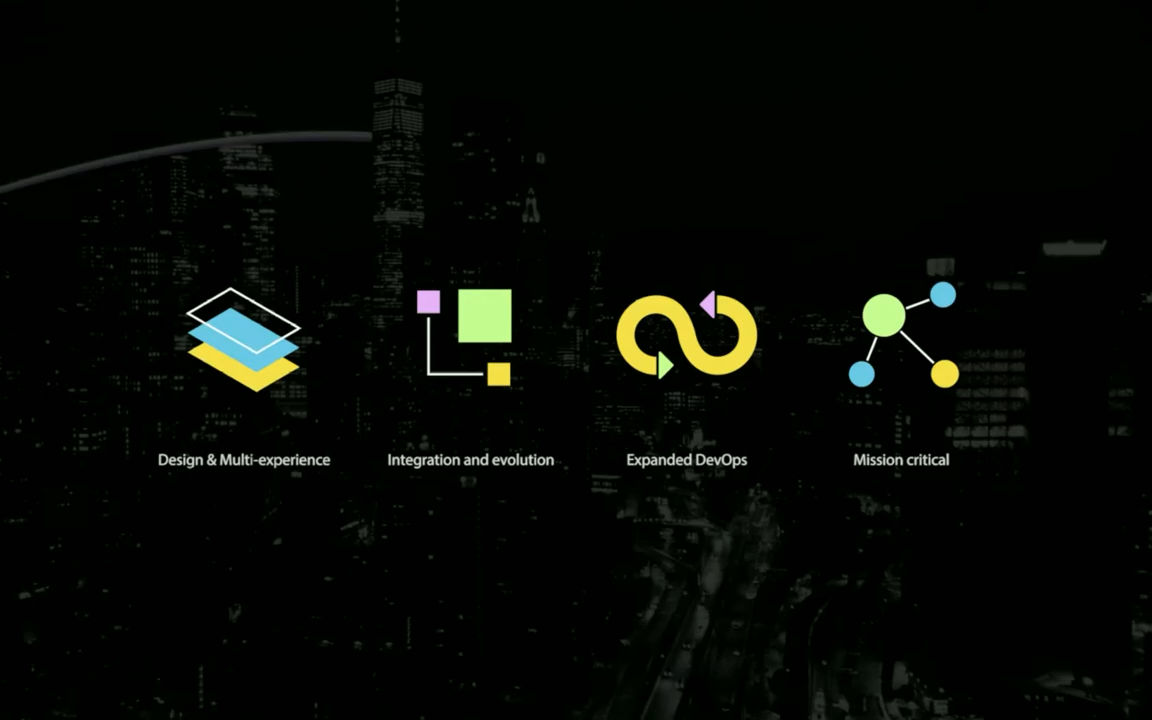 Design & Multi-experience
Integration and evolution
Expanded DevOps
Mission critical